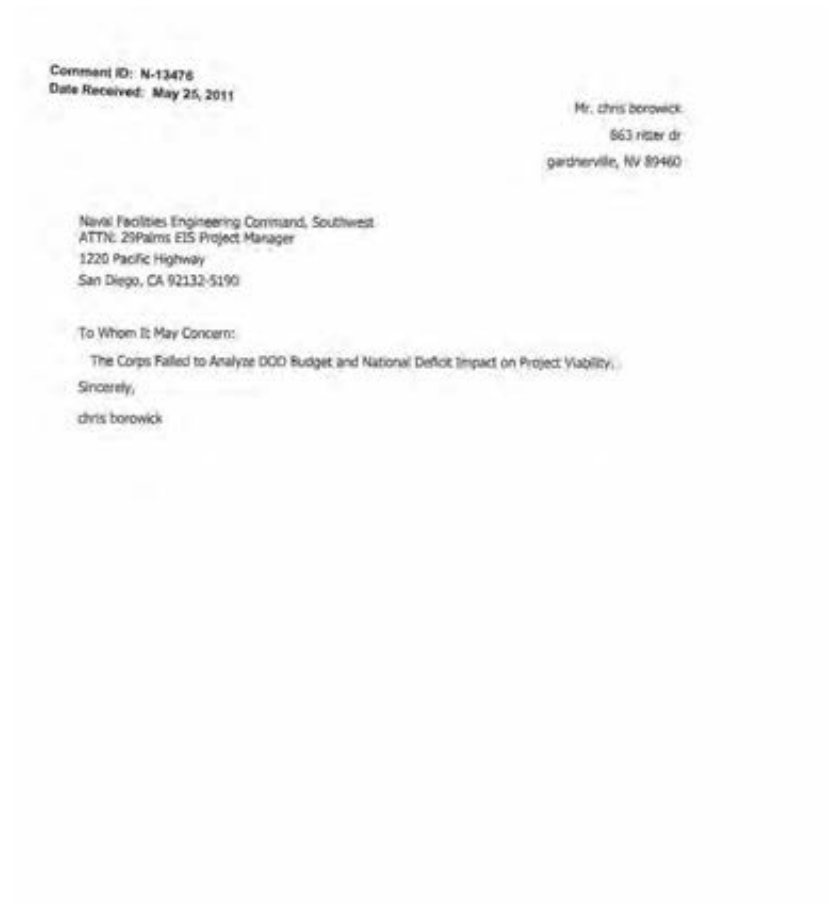 Comment ID: N-13476
Date Received: May 25, 2011
Mr. chris borowick
863 ritter dr
gardnerville, NV 89460
Naval Facilities Engineering Command, Southwest
ATTN: 29Palms EIS Project Manager
1220 Pacific Highway
San Diego, CA 92132-5190
To Whom It May Concern:
The Corps Failed to Analyze DOD Budget and National Deficit Impact on Project Viability.
Sincerely,
chris borowick